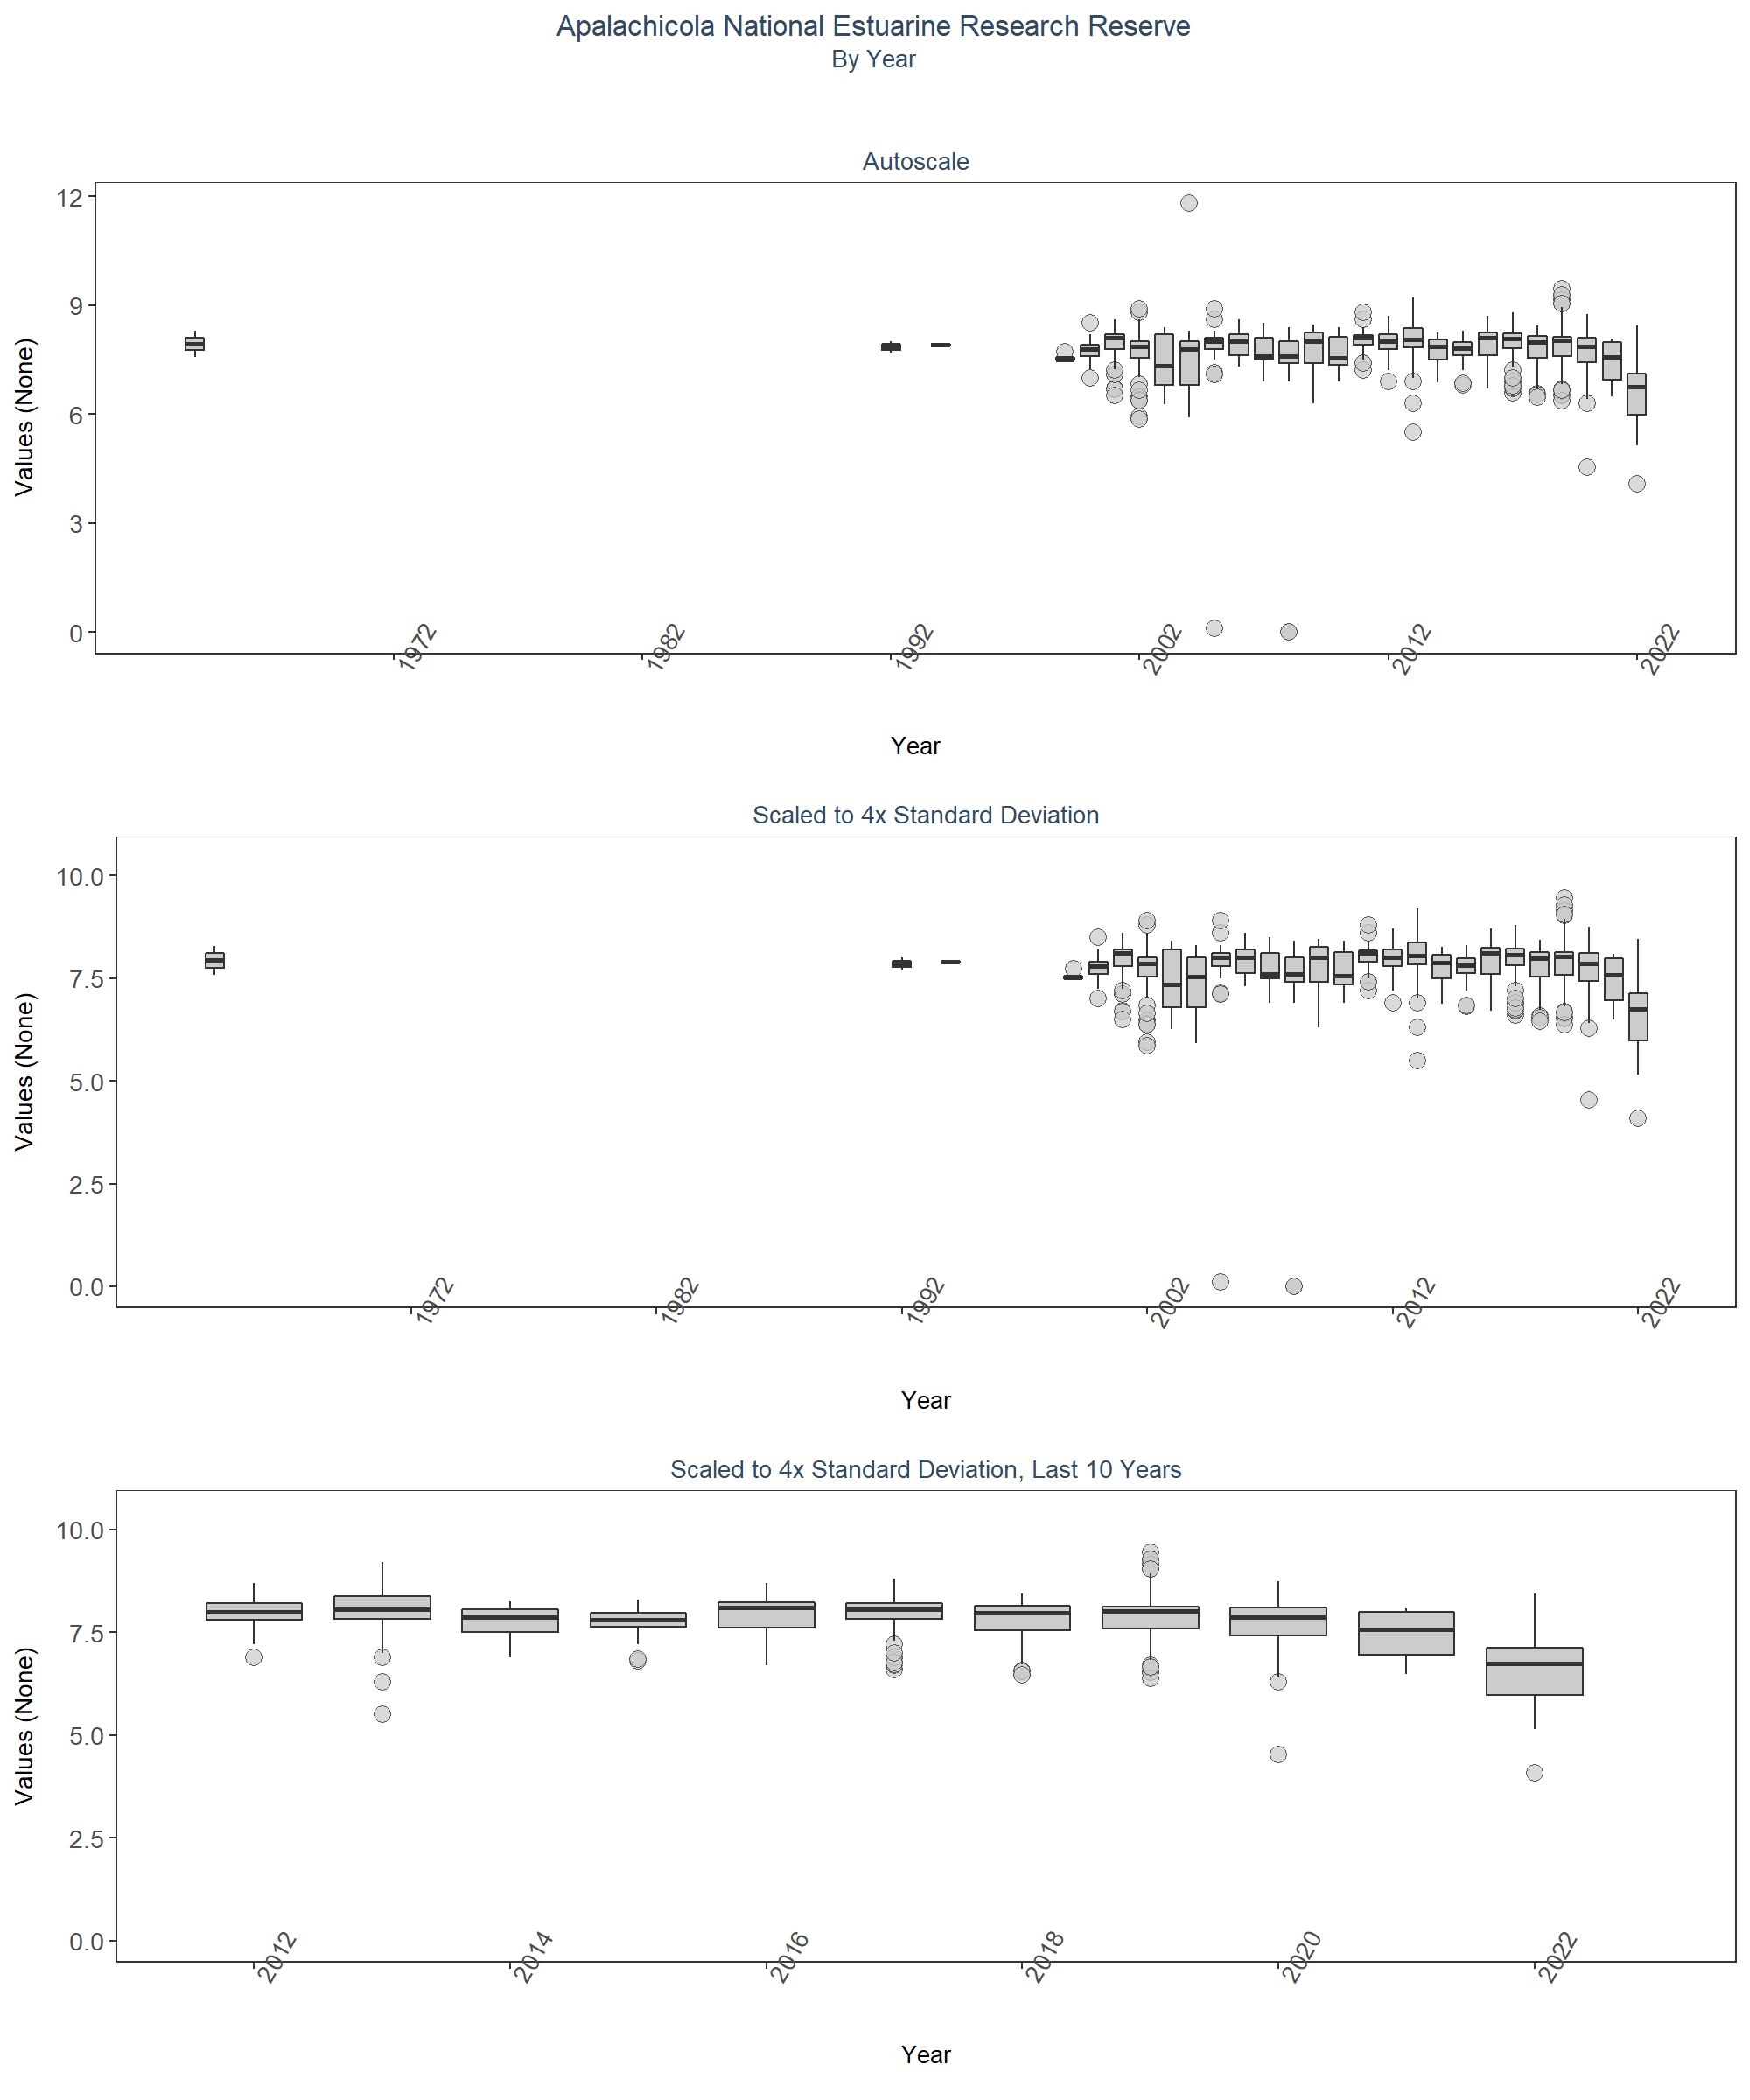 Apalachicola National Estuarine Research Reserve
By Year
Autoscale
Values (None)
12
9
6
3
0
1972 1982 1992 2002 2012 2022
Year
Scaled to 4x Standard Deviation
Values (None)
10.0
7.5
5.0
2.5
0.0
1972 1982 1992 2002 2012 2022
Year
Scaled to 4x Standard Deviation, Last 10 Years
Values (None)
10.0
7.5
5.0
2.5
0.0
2012 2014 2016 2018 2020 2022
Year